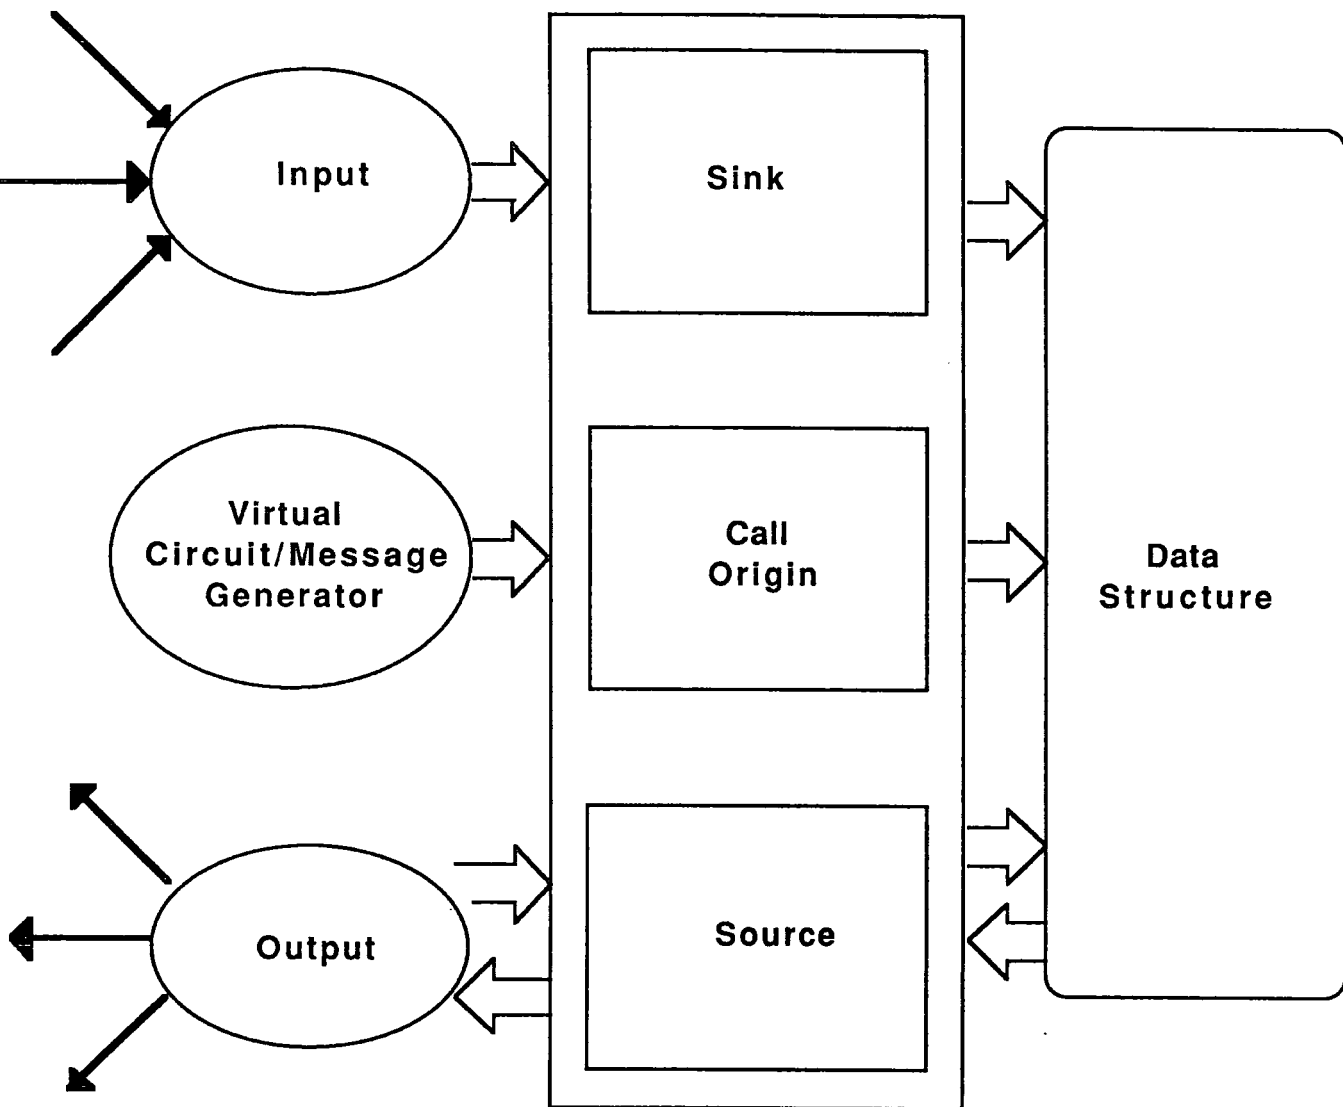 Input
Sink
Virtual
Circuit/Message
Generator
Call
Origin
Data
Structure
Output
Source